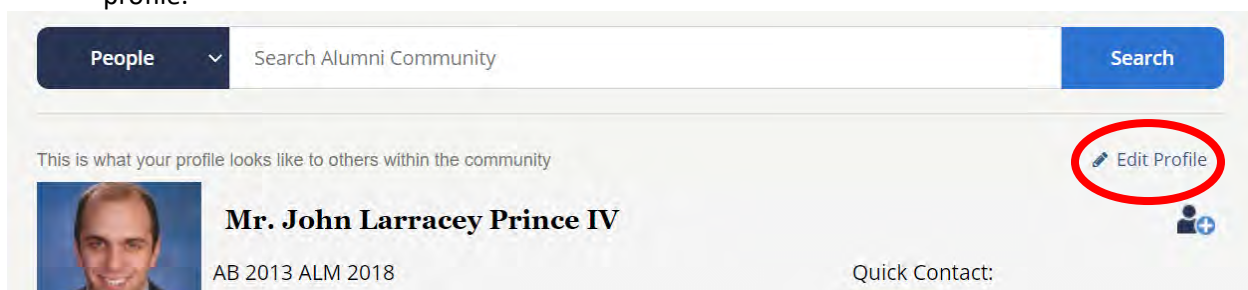 profile.
People Search Alumni Community Search
This is what your profile looks like to others within the community Edit Profile
Mr. John Larracey Prince IV
AB 2013 ALM 2018 Quick Contact: